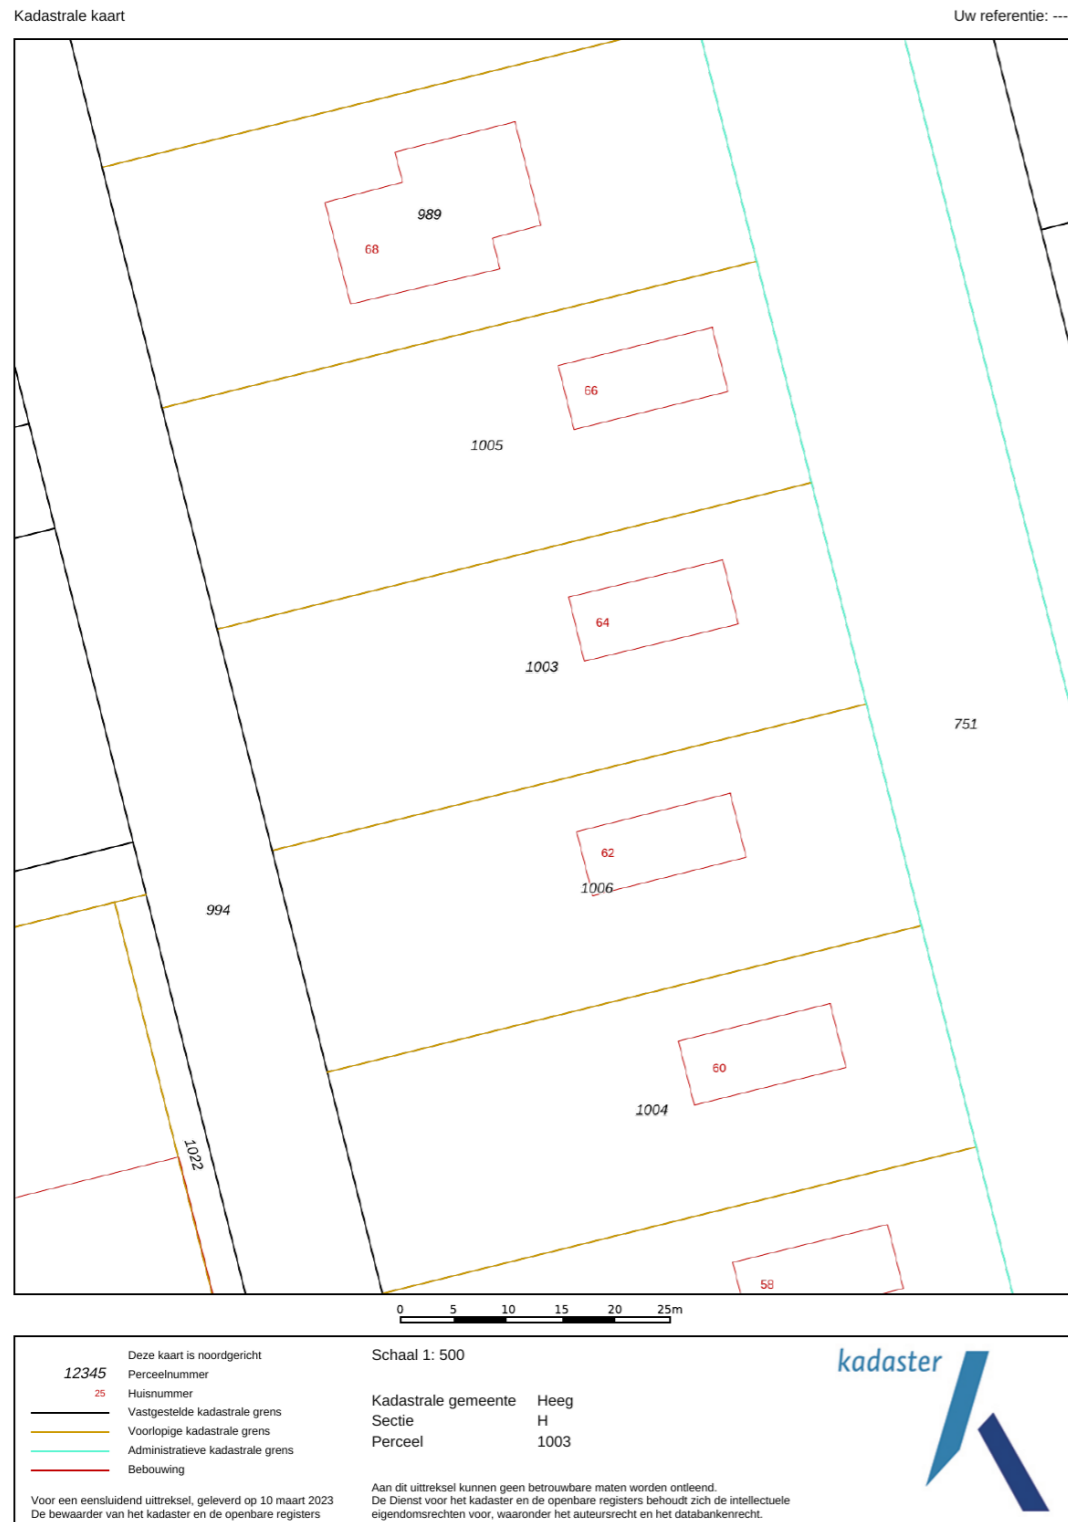 Kadastrale kaart
Uw referentie: ---
989
68
66
1005
64
1003
751
62
1006
994
60
1004
1022
58
0 5 10 15 20 25m
Deze kaart is noordgericht
12345 Perceelnummer
25 Huisnummer
Vastgestelde kadastrale grens
Voorlopige kadastrale grens
Administratieve kadastrale grens
Bebouwing
Voor een eensluidend uittreksel, geleverd op 10 maart 2023
De bewaarder van het kadaster en de openbare registers
Schaal 1: 500
Kadastrale gemeente Heeg
Sectie H
Perceel 1003
Aan dit uittreksel kunnen geen betrouwbare maten worden ontleend.
De Dienst voor het kadaster en de openbare registers behoudt zich de intellectuele
eigendomsrechten voor, waaronder het auteursrecht en het databankenrecht.
kadaster